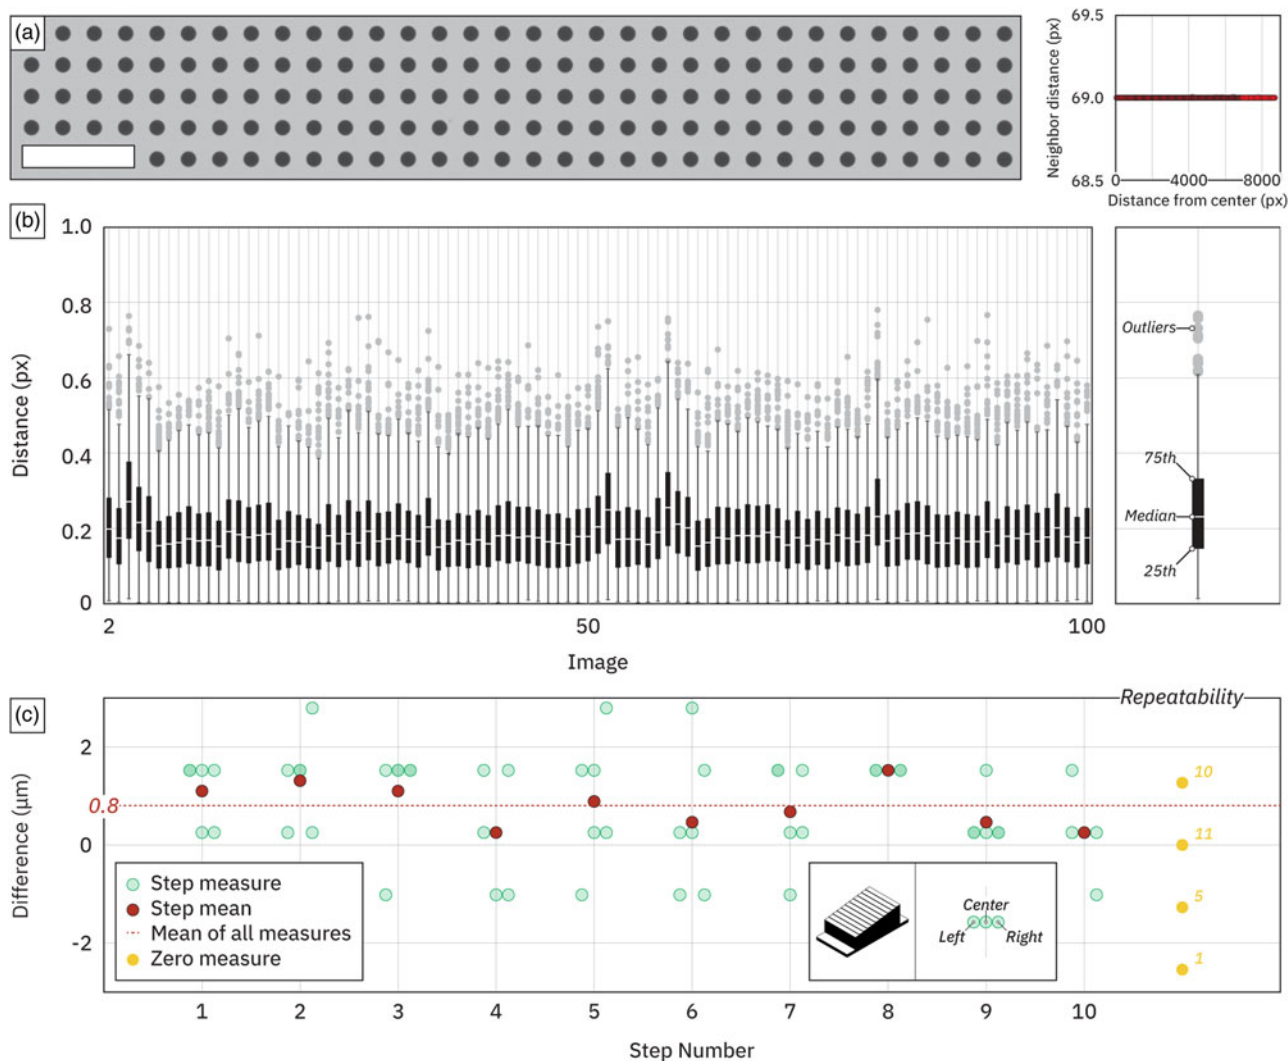 (a)
Neighbor distance (px)
69.5
69.0
68.5
0
4000
8000
Distance from center (px)
(b)
Distance (px)
1.0
0.8
0.6
0.4
0.2
0
2
50
100
Image
Outliers
75th
Median
25th
(c)
Repeatability
Difference (µm)
2
0.8
0
-2
10
11
5
1
Step measure
Step mean
Mean of all measures
Zero measure
Center
Left
Right
1
2
3
4
5
6
7
8
9
10
Step Number